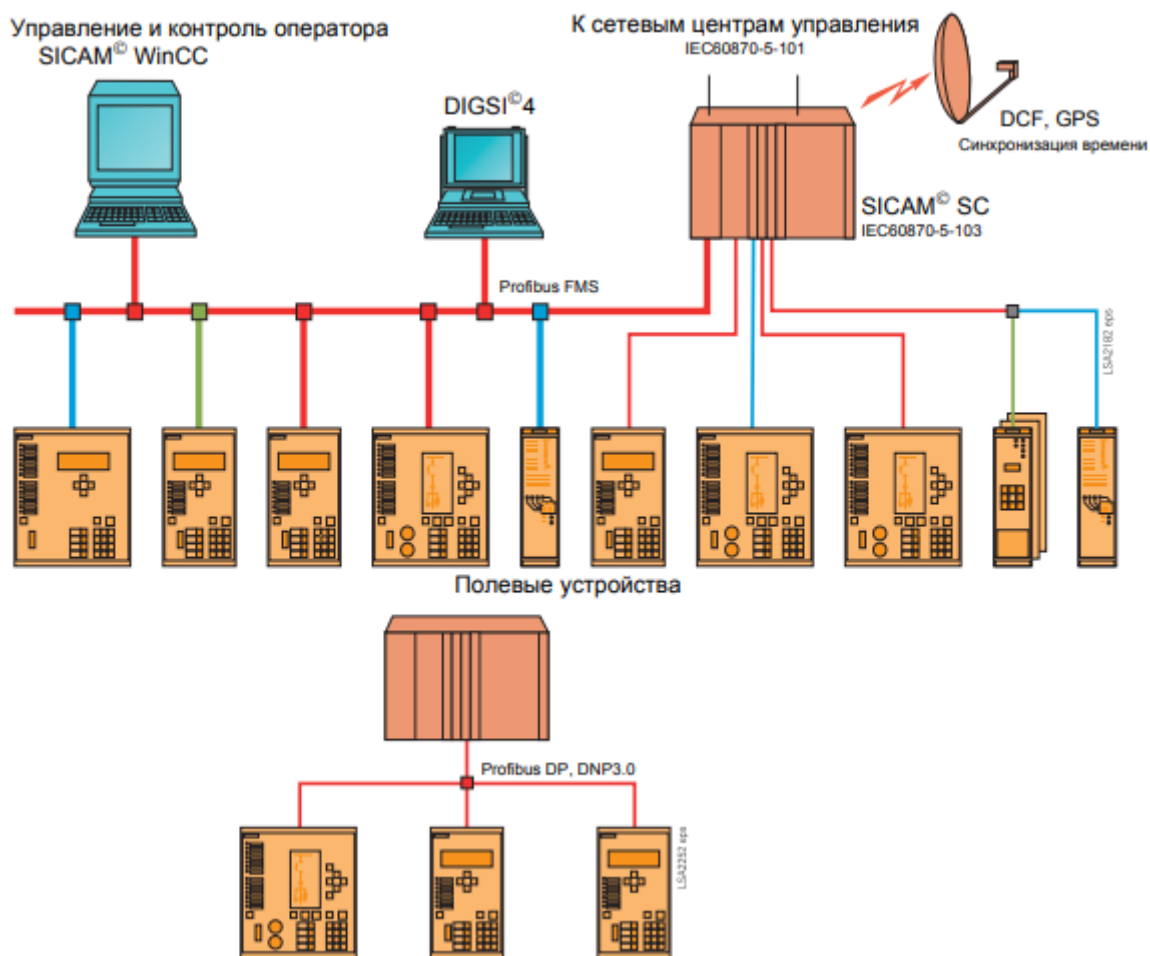 Управление и контроль оператора
SICAM© WinCC
К сетевым центрам управления
IEC60870-5-101
DIGSI©4
DCF, GPS
Синхронизация времени
SICAM© SC
IEC60870-5-103
Profibus FMS
LSA2182 eps
Полевые устройства
Profibus DP, DNP3.0
LSA2252 eps